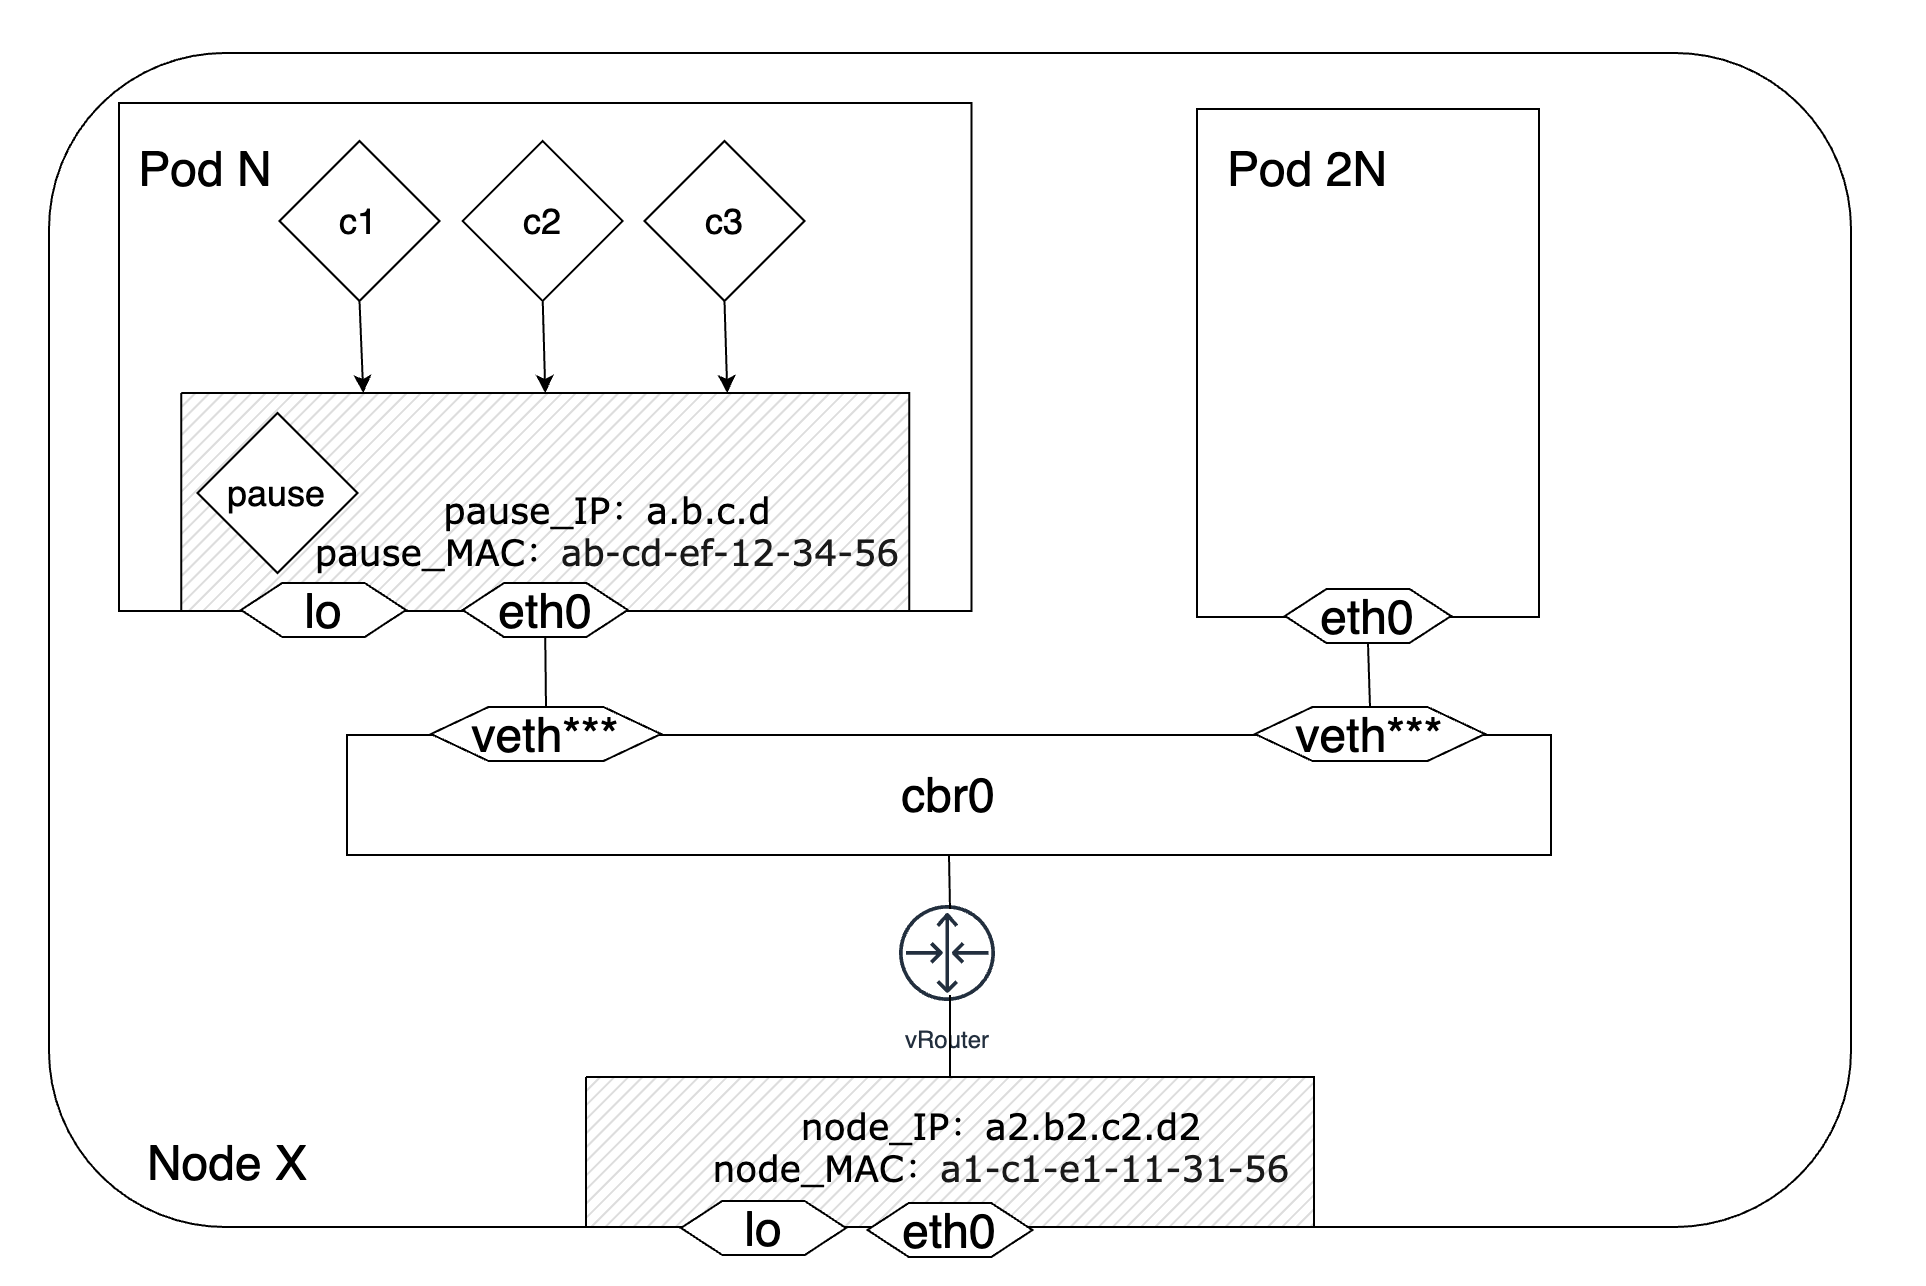 Pod N
c1
c2
c3
Pod 2N
pause
pause_IP： a.b.c.d
pause_MAC： ab-cd-ef-12-34-56
lo
eth0
eth0
veth***
veth***
cbr0
vRouter
node_IP： a2.b2.c2.d2
node_MAC： a1-c1-e1-11-31-56
Node X
lo
eth0